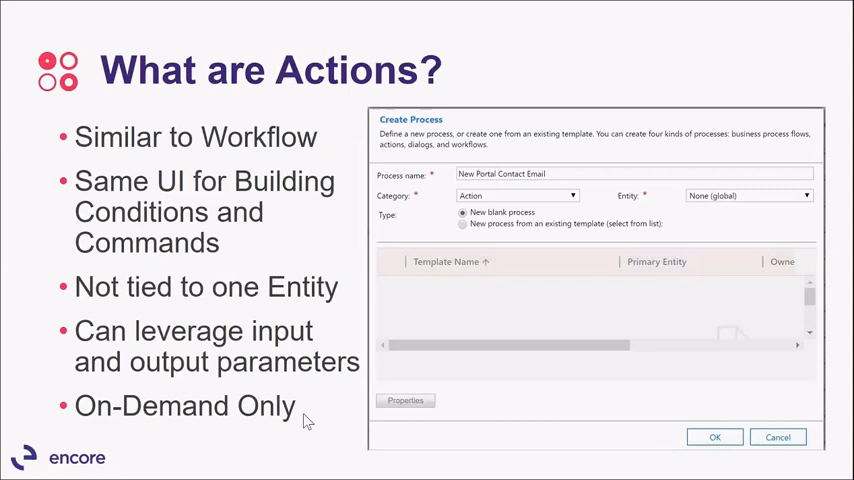 What are Actions?
• Similar to Workflow
• Same UI for Building
Conditions and
Commands
• Not tied to one Entity
• Can leverage input
and output parameters
• On-Demand Only
Create Process
Define a new process, or create one from an existing template. You can create four kinds of processes: business process flows,
actions, dialogs, and workflows.
Process name: * New Portal Contact Email
Category: * Action Entity: * None (global)
Type: New blank process
New process from an existing template (select from list):
Template Name ↑ Primary Entity Owne
Properties
OK Cancel
encore